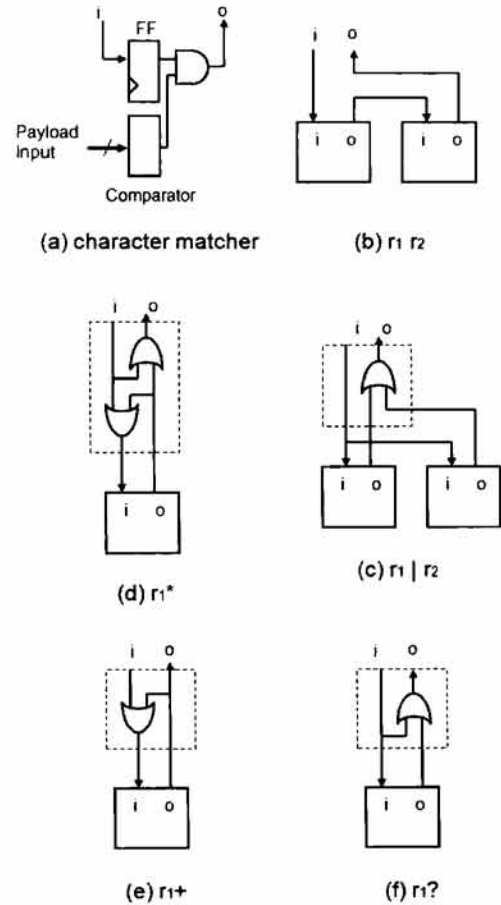 i o
FF
Payload
Input
Comparator
(a) character matcher
i o
i o i o
(b) r1 r2
i o
i o
(d) r1*
i o
i o i o
(c) r1 | r2
i o
i o
(e) r1+
i o
i o
(f) r1?